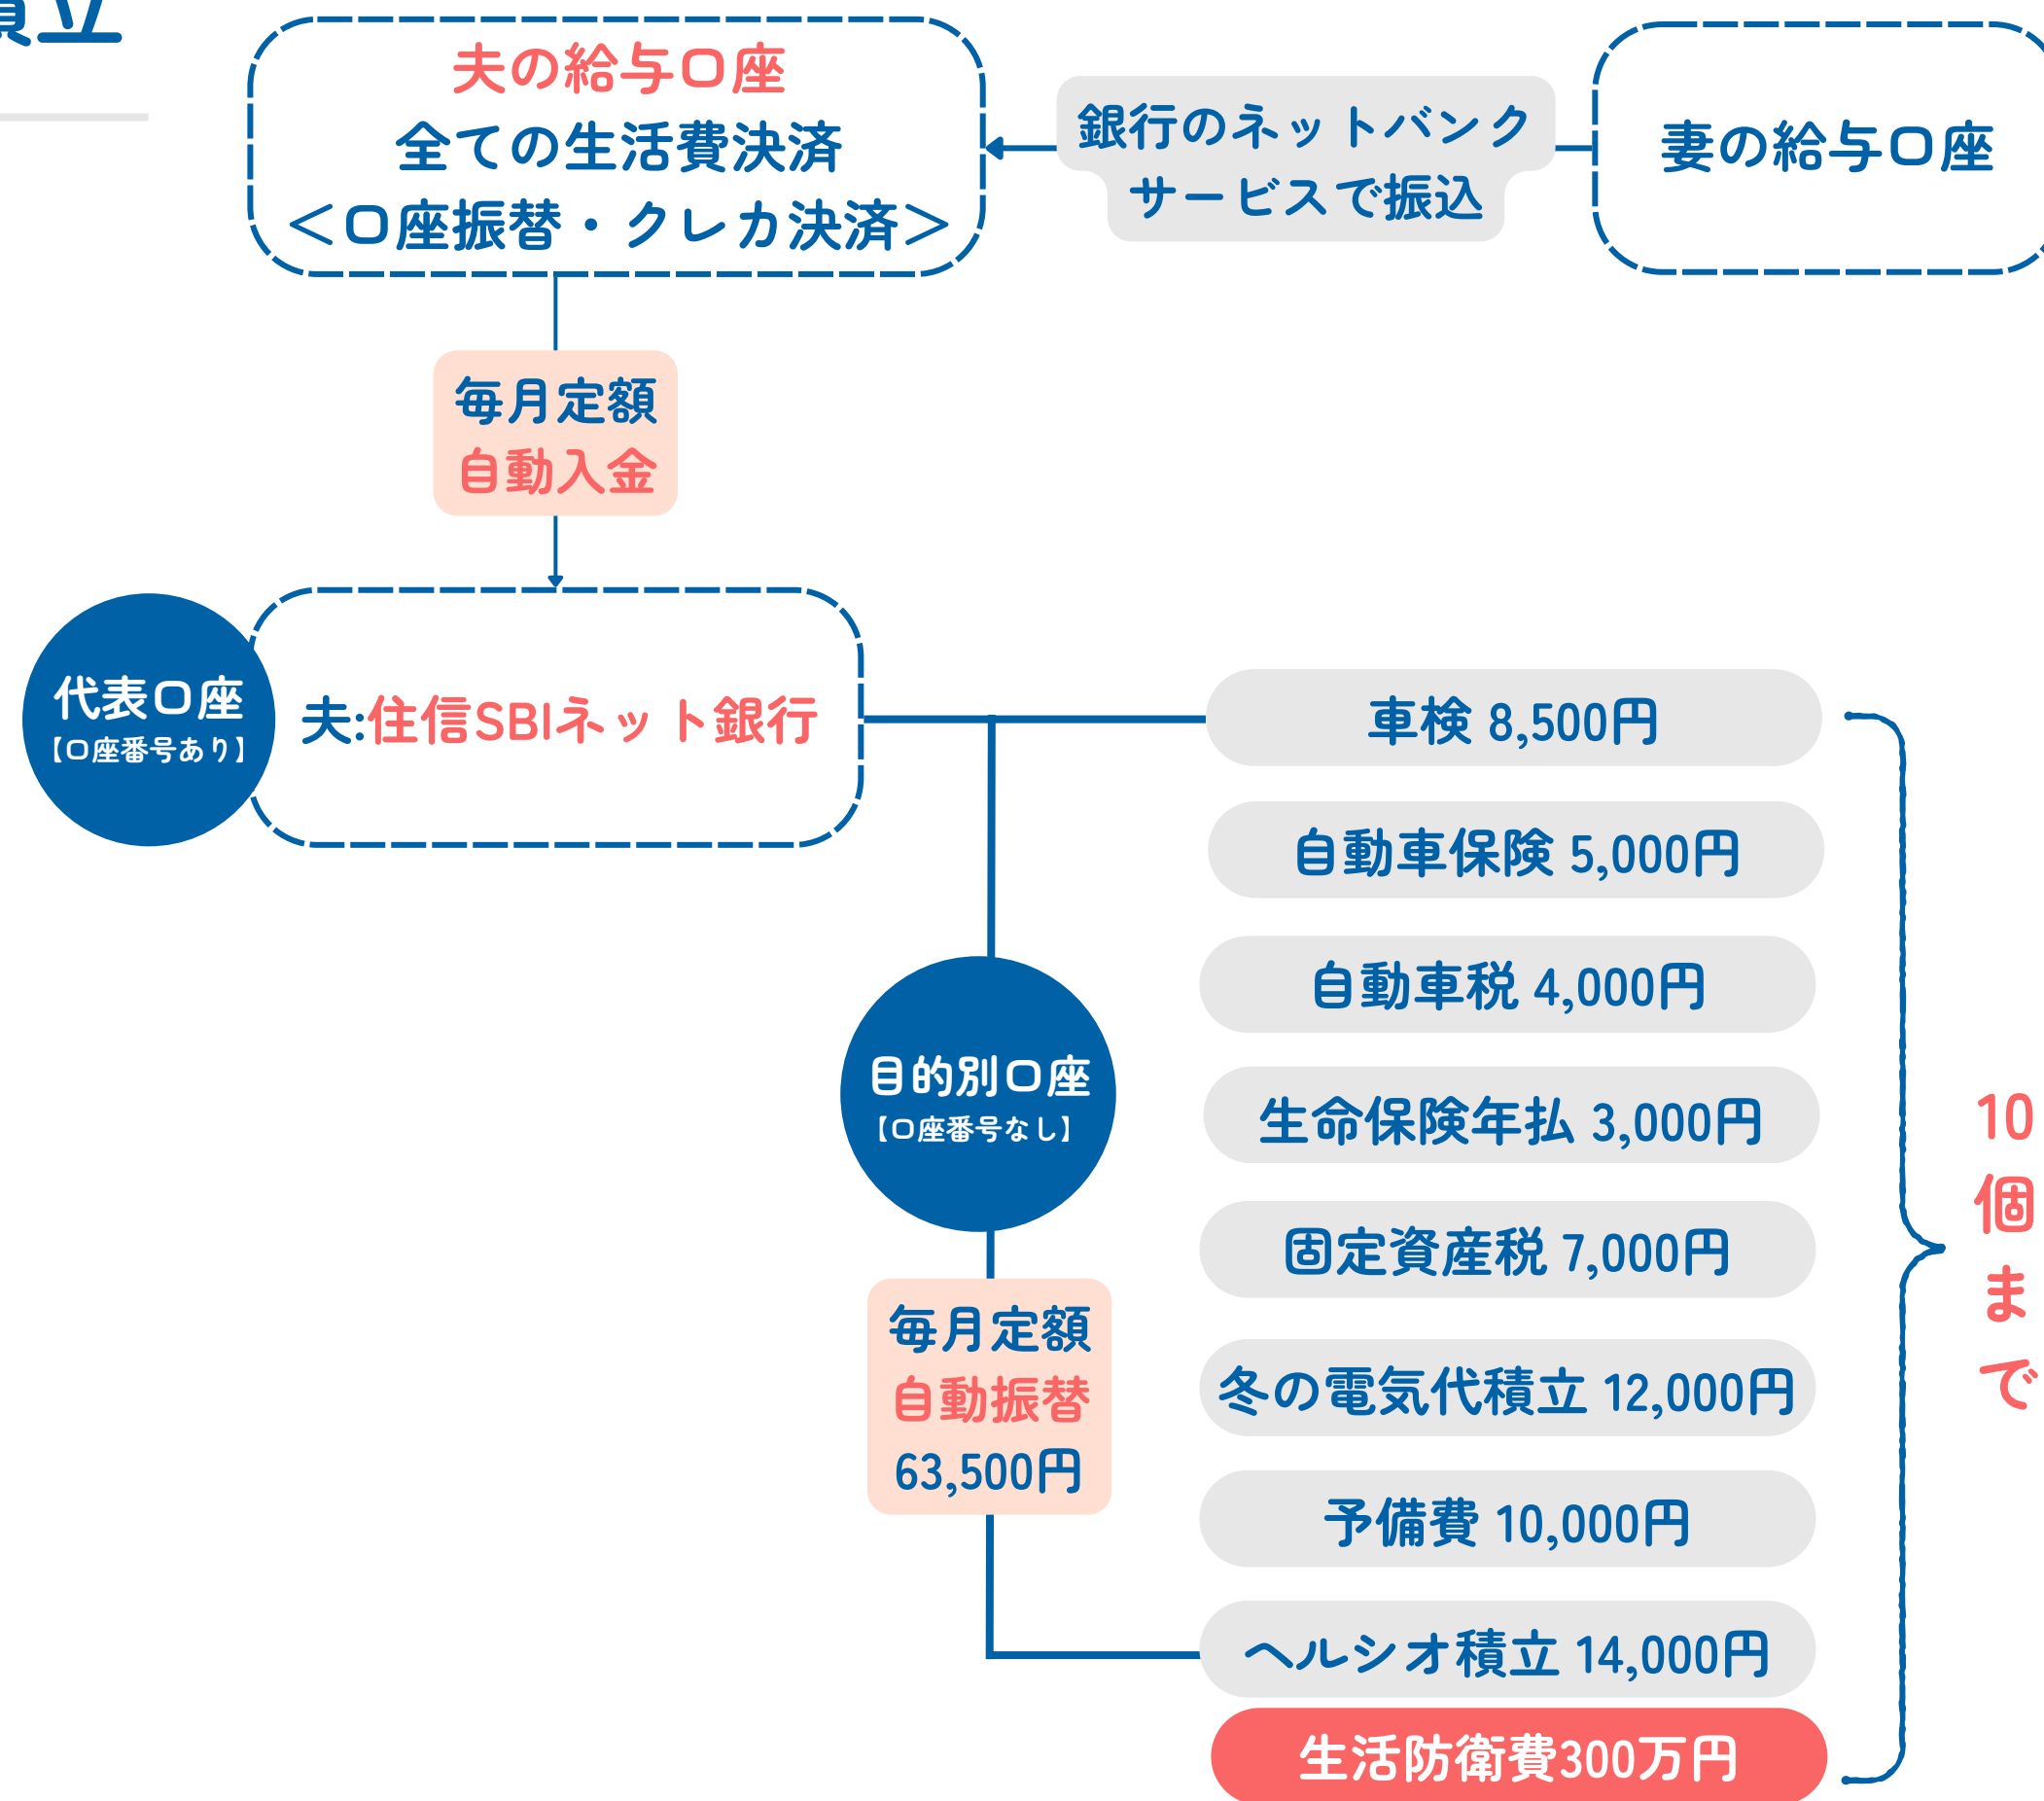 立
夫の給与口座
全ての生活費決済
＜口座振替・クレカ決済＞
銀行のネットバンク
サービスで振込
妻の給与口座
毎月定額
自動入金
代表口座
【口座番号あり】
夫:住信SBIネット銀行
車検 8,500円
自動車保険 5,000円
自動車税 4,000円
目的別口座
【口座番号なし】
生命保険年払 3,000円
固定資産税 7,000円
毎月定額
自動振替
63,500円
冬の電気代積立 12,000円
予備費 10,000円
ヘルシオ積立 14,000円
生活防衛費300万円
10個まで